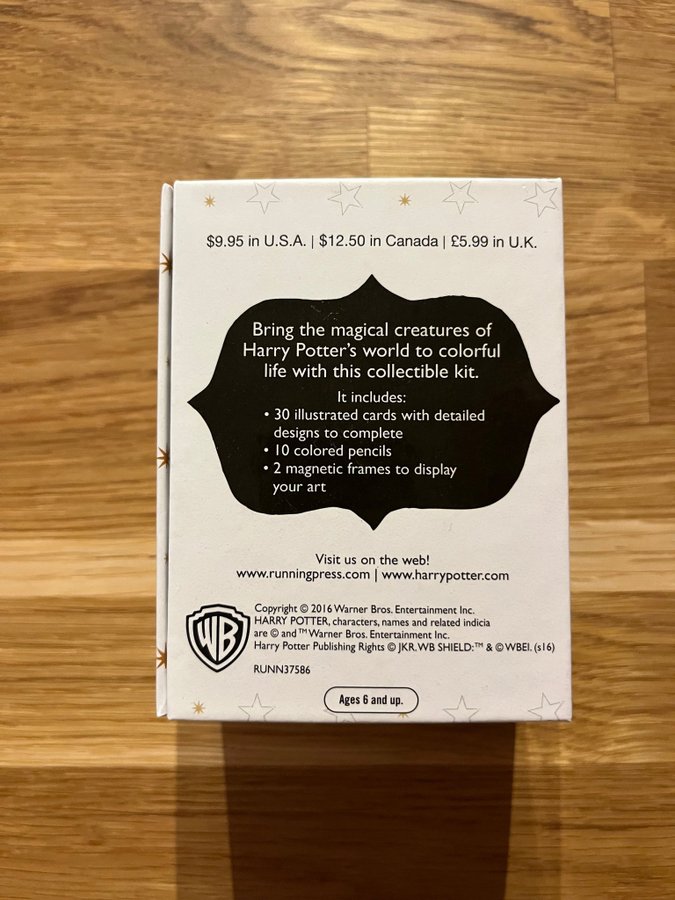 $9.95 in U.S.A. | $12.50 in Canada | £5.99 in U.K.
Bring the magical creatures of
Harry Potter's world to colorful
life with this collectible kit.
It includes:
• 30 illustrated cards with detailed
designs to complete
• 10 colored pencils
• 2 magnetic frames to display
your art
Visit us on the web!
www.runningpress.com | www.harrypotter.com
WB
Copyright © 2016 Warner Bros. Entertainment Inc.
HARRY POTTER, characters, names and related indicia
are © and ™ Warner Bros. Entertainment Inc.
Harry Potter Publishing Rights © JKR. WB SHIELD: ™ & © WBEI. (s16)
RUNN37586
Ages 6 and up.